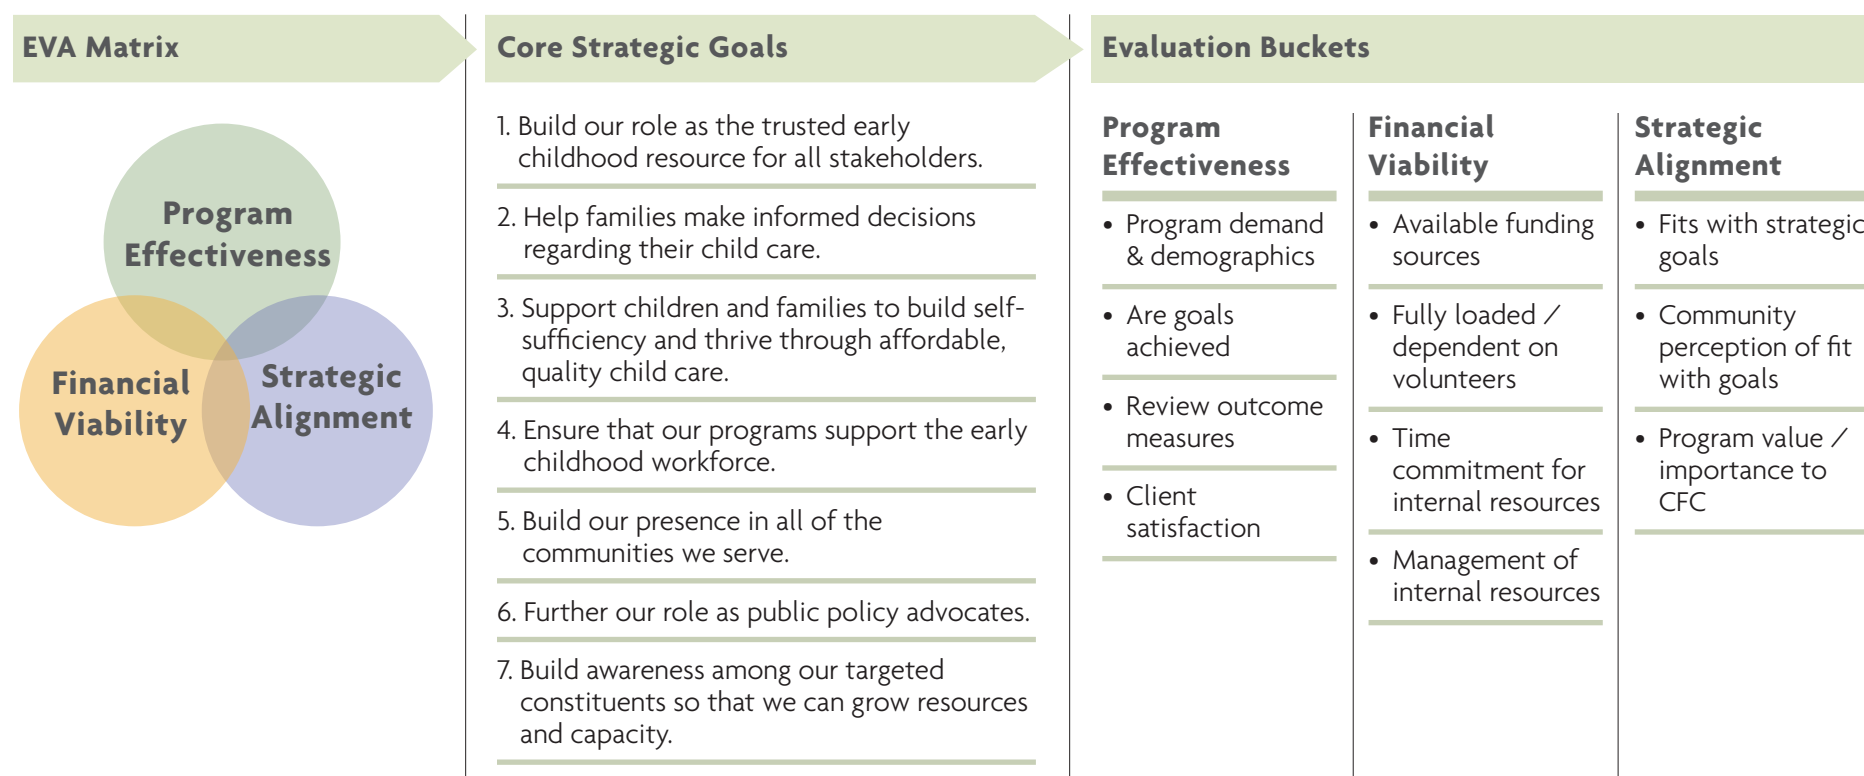 EVA Matrix
Program
Effectiveness
Financial
Viability
Strategic
Alignment
Core Strategic Goals
1. Build our role as the trusted early
childhood resource for all stakeholders.
2. Help families make informed decisions
regarding their child care.
3. Support children and families to build self-
sufficiency and thrive through affordable,
quality child care.
4. Ensure that our programs support the early
childhood workforce.
5. Build our presence in all of the
communities we serve.
6. Further our role as public policy advocates.
7. Build awareness among our targeted
constituents so that we can grow resources
and capacity.
Evaluation Buckets
Program
Effectiveness
• Program demand
& demographics
• Are goals
achieved
• Review outcome
measures
• Client
satisfaction
Financial
Viability
• Available funding
sources
• Fully loaded /
dependent on
volunteers
• Time
commitment for
internal resources
• Management of
internal resources
Strategic
Alignment
• Fits with strategic
goals
• Community
perception of fit
with goals
• Program value /
importance to
CFC